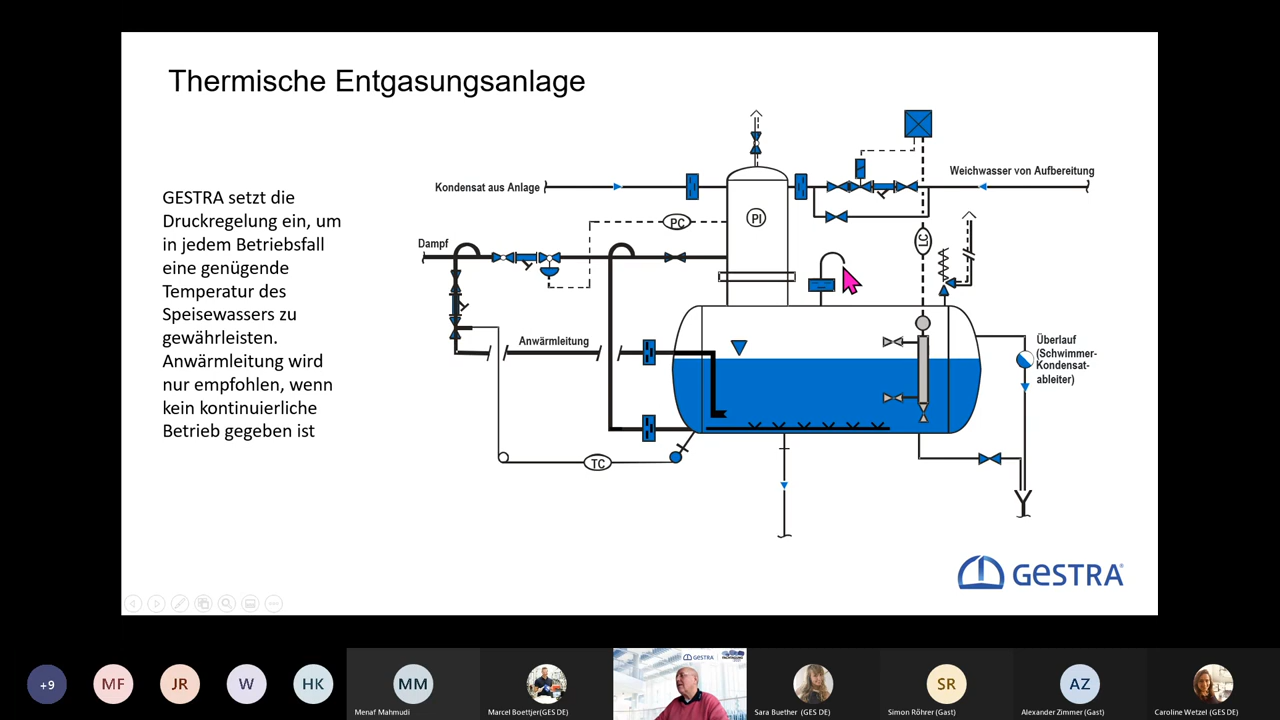 Thermische Entgasungsanlage
GESTRA setzt die
Druckregelung ein, um
in jedem Betriebsfall
eine genügende
Temperatur des
Speisewassers zu
gewährleisten.
Anwärmleitung wird
nur empfohlen, wenn
kein kontinuierliche
Betrieb gegeben ist
Kondensat aus Anlage
Weichwasser von Aufbereitung
PC
PI
LC
Dampf
Anwärmleitung
Überlauf
(Schwimmer-
Kondensat-
ableiter)
TC
GESTRA
+9
MF
JR
W
HK
MM
Menaf Mahmudi
Marcel Boettjer(GES DE)
GESTRA
Sara Buether (GES DE)
SR
Simon Röhrer (Gast)
AZ
Alexander Zimmer (Gast)
Caroline Wetzel (GES DE)